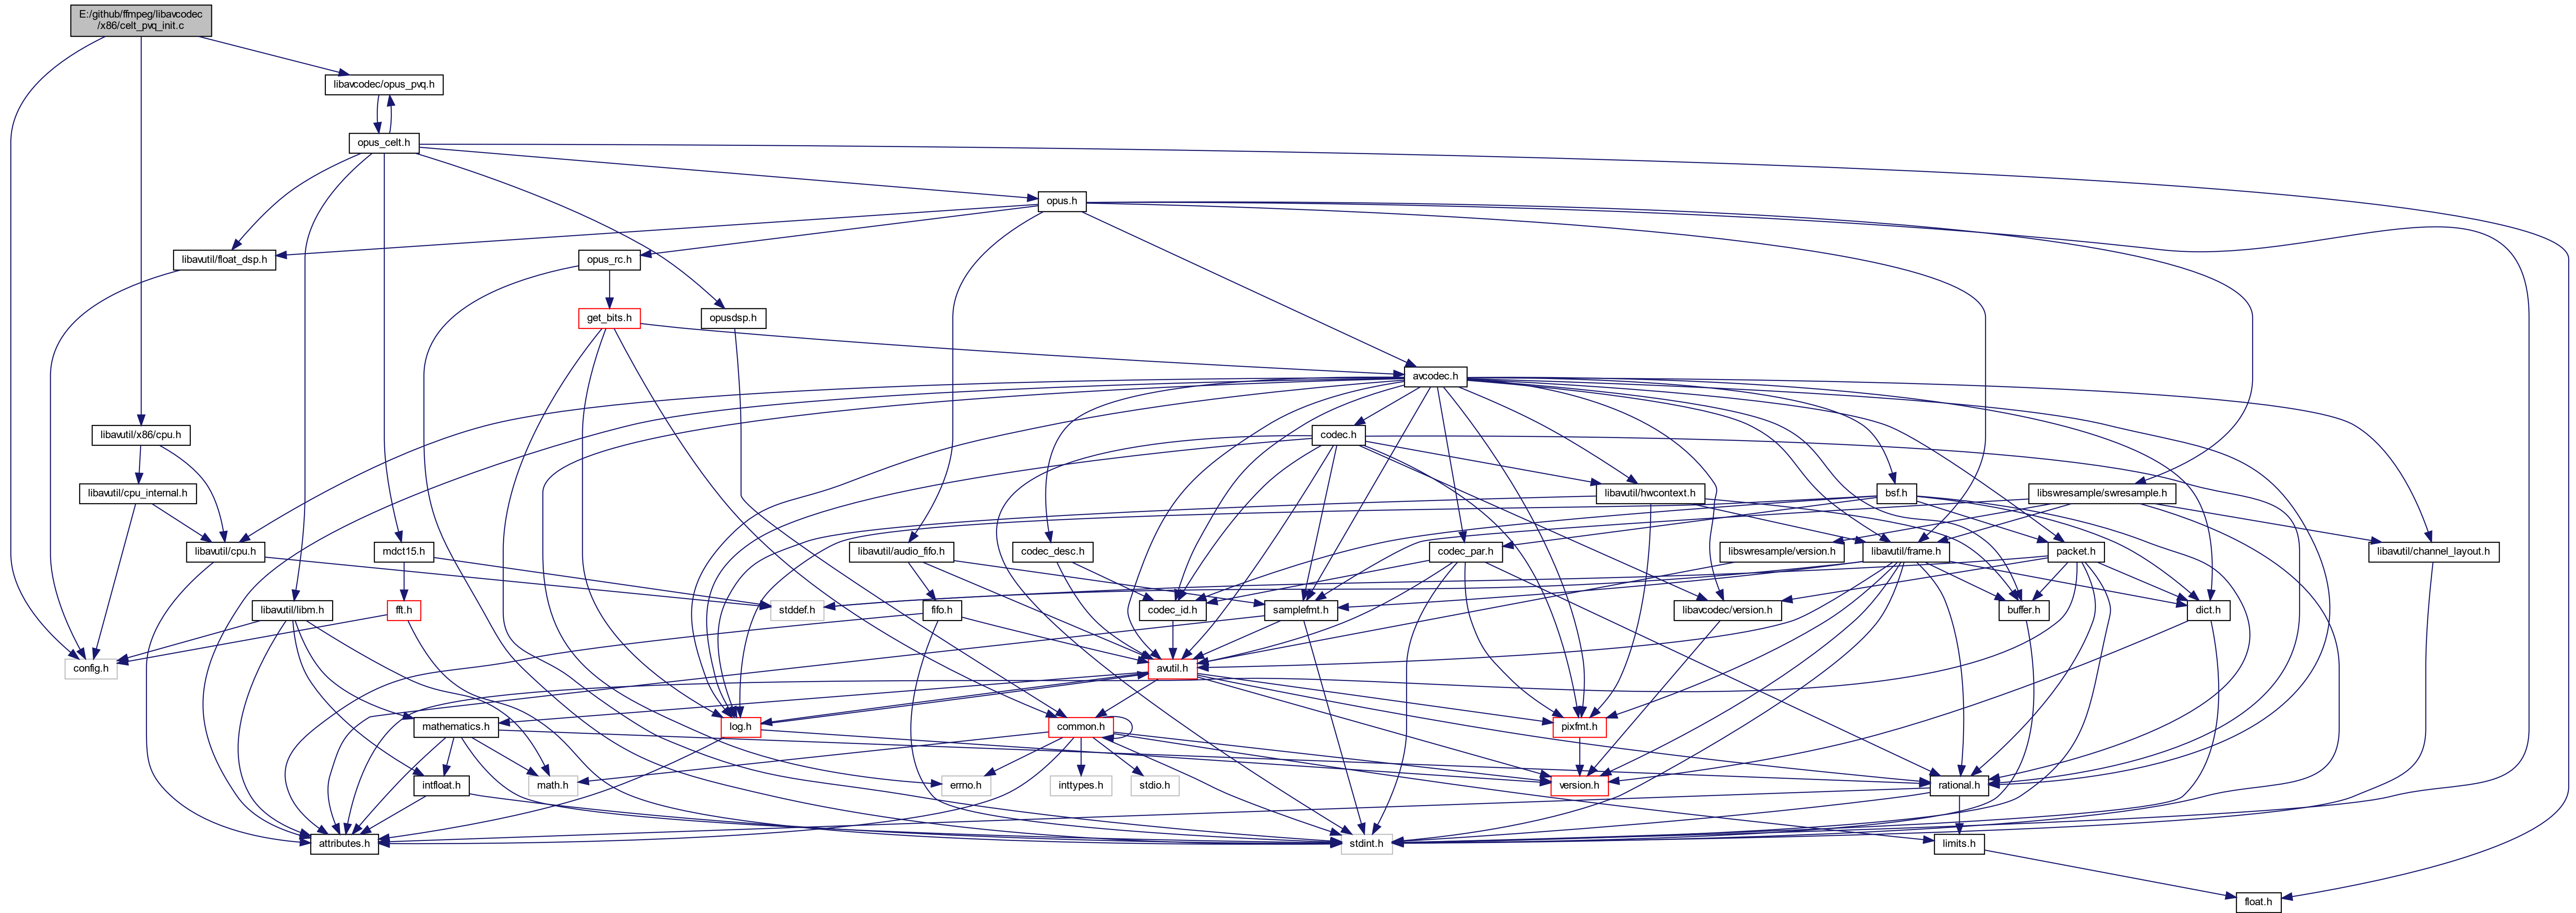 E:/github/ffmpeg/libavcodec
/x86/celt_pvq_init.c
libavcodec/opus_pvq.h
opus_celt.h
opus.h
libavutil/float_dsp.h
opus_rc.h
get_bits.h
opusdsp.h
avcodec.h
libavutil/x86/cpu.h
codec.h
libavutil/cpu_internal.h
libavutil/hwcontext.h
bsf.h
libswresample/swresample.h
libavutil/cpu.h
mdct15.h
libavutil/audio_fifo.h
codec_desc.h
codec_par.h
libswresample/version.h
libavutil/frame.h
packet.h
libavutil/channel_layout.h
libavutil/libm.h
fft.h
stddef.h
fifo.h
codec_id.h
samplefmt.h
libavcodec/version.h
buffer.h
dict.h
config.h
avutil.h
mathematics.h
log.h
common.h
pixfmt.h
intfloat.h
math.h
errno.h
inttypes.h
stdio.h
version.h
rational.h
attributes.h
stdint.h
limits.h
float.h